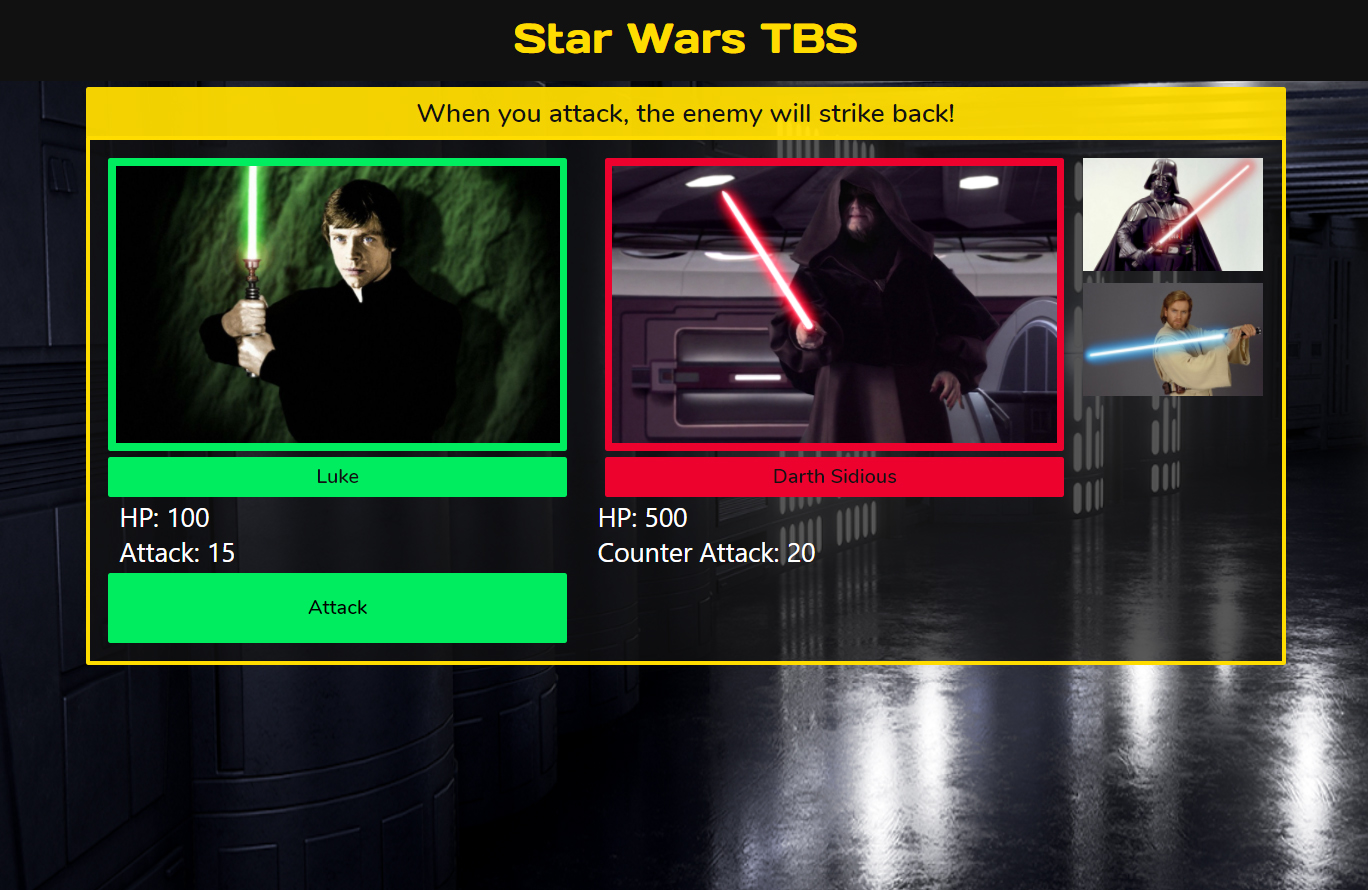 Star Wars TBS
When you attack, the enemy will strike back!
Luke
HP: 100
Attack: 15
Attack
Darth Sidious
HP: 500
Counter Attack: 20